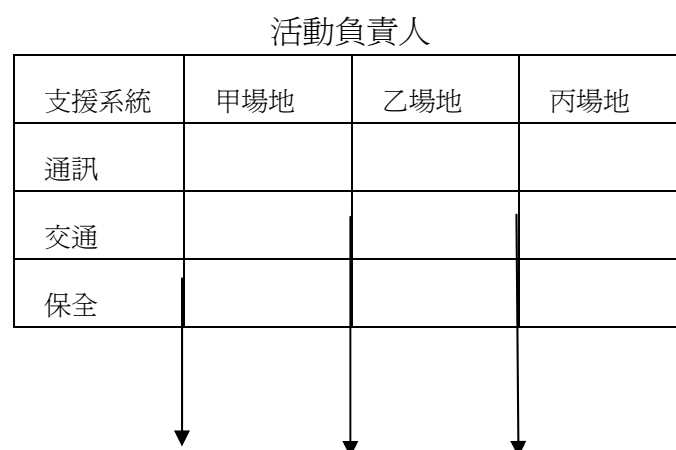 活動負責人
支援系統 甲場地 乙場地 丙場地
通訊
交通
保全